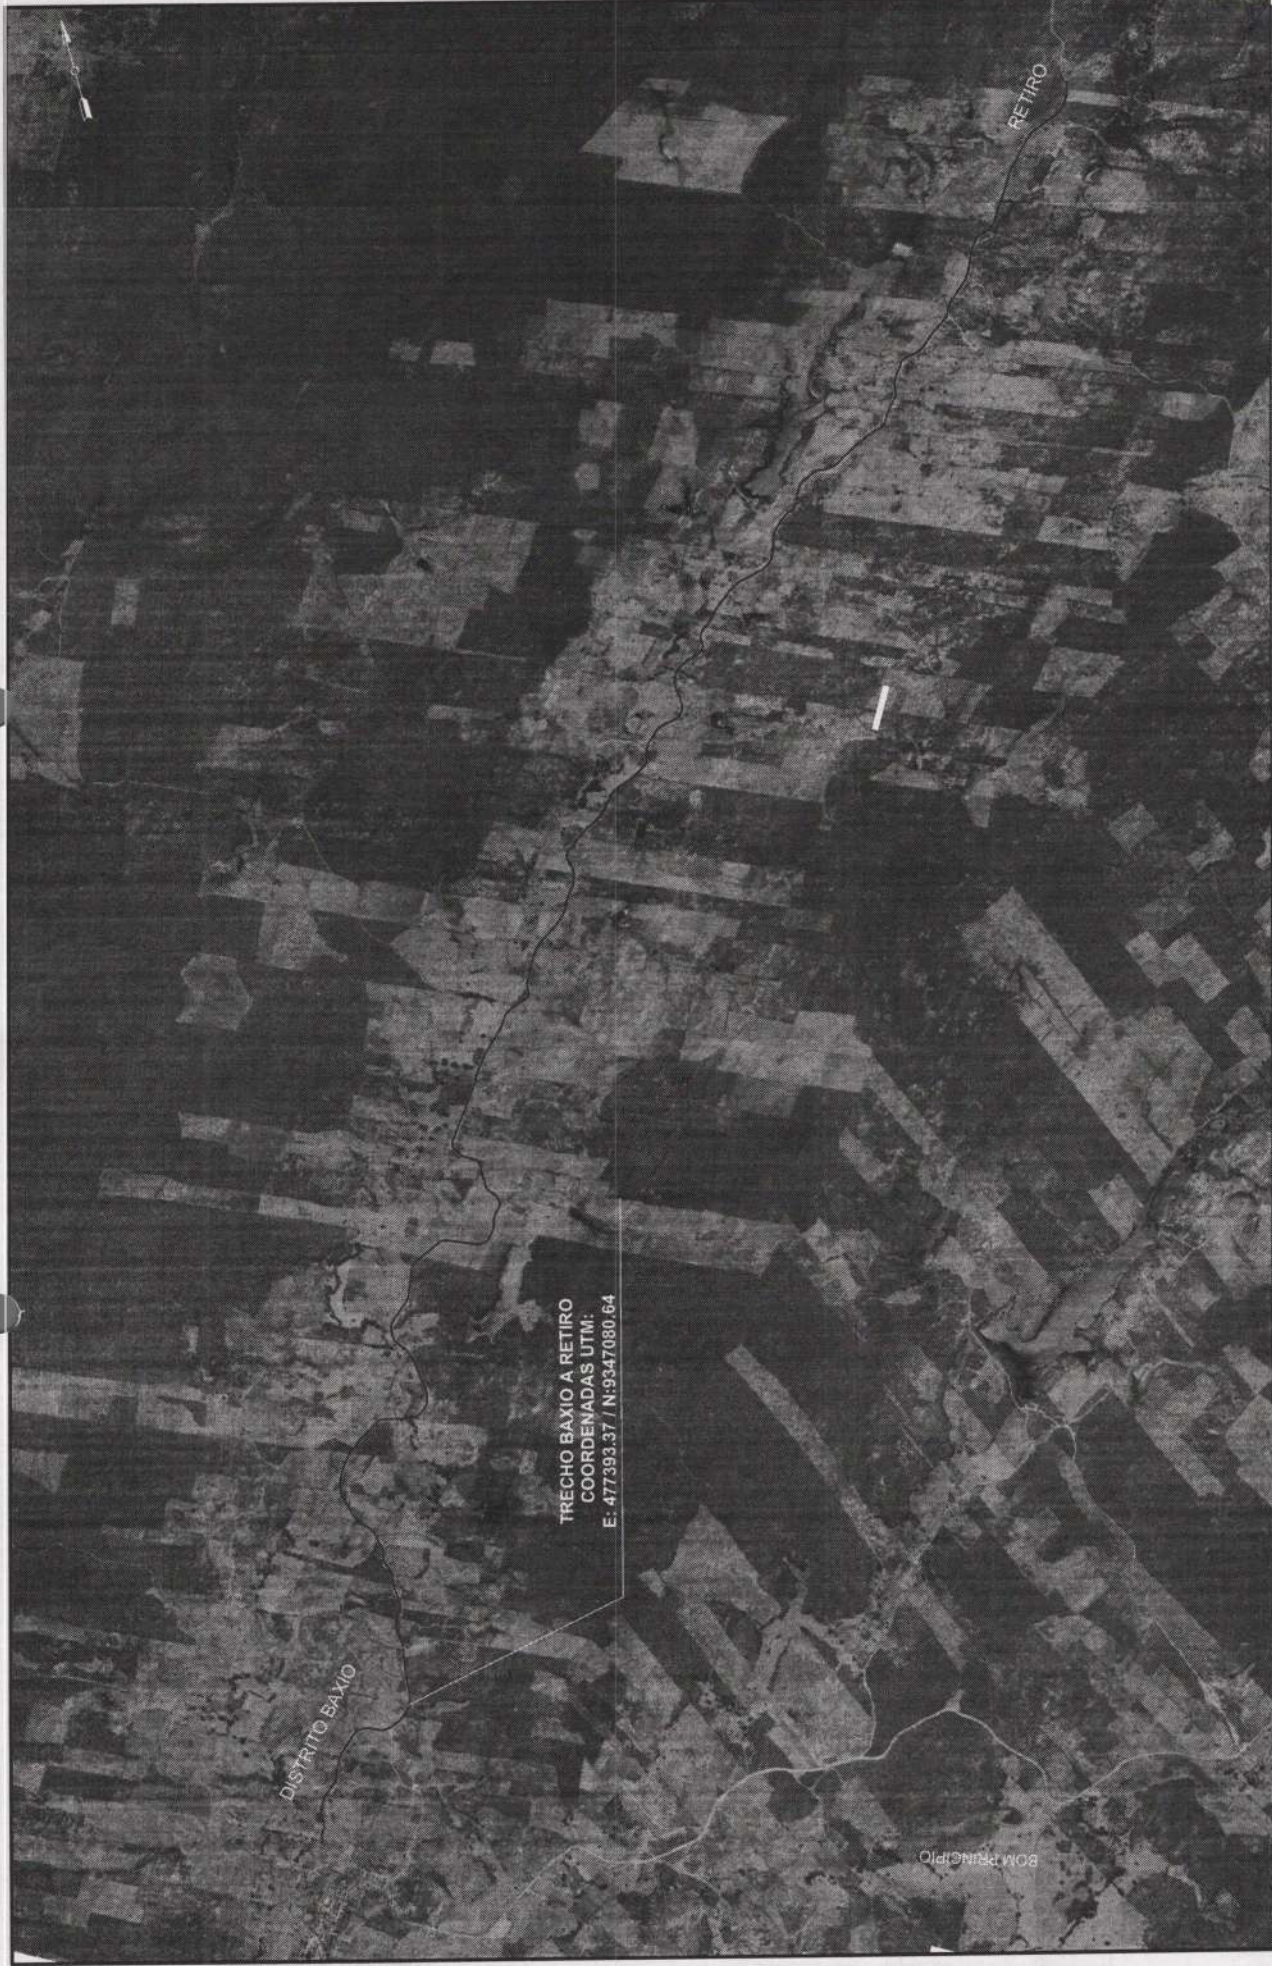 RETIRO
TRECHO BAXIO A RETIRO
COORDENADAS UTM:
E: 477393.37 / N:9347080.64
DISTRITO BAXIO
BOM PRINCIPIO